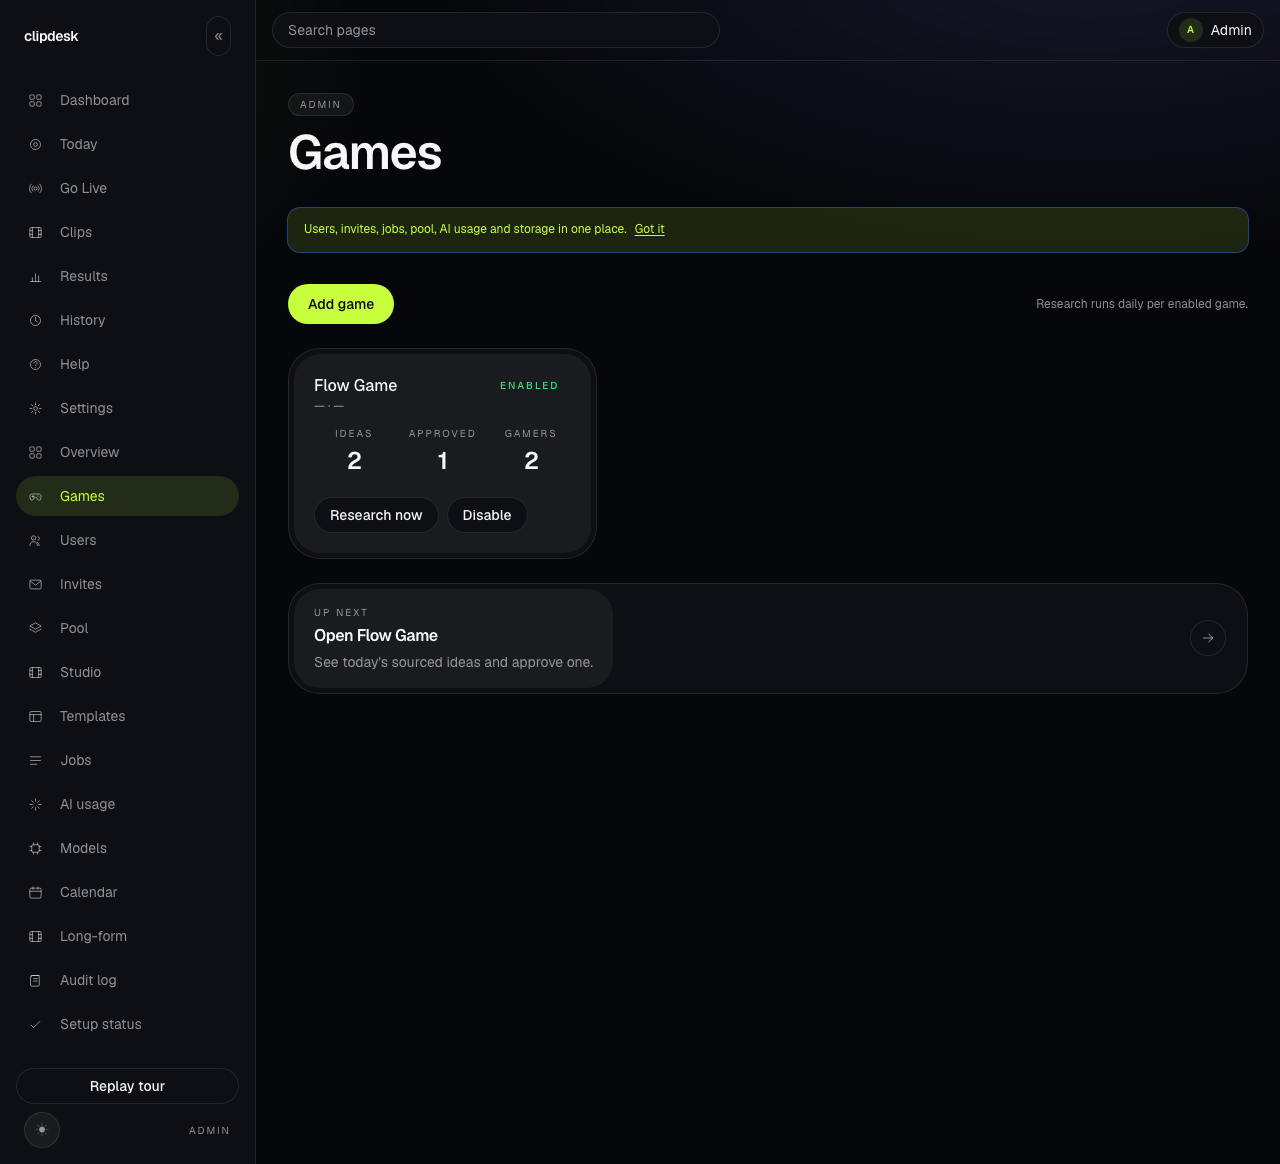 clipdesk
«
Search pages
A
Admin
Dashboard
Today
Go Live
Clips
Results
History
Help
Settings
Overview
Games
Users
Invites
Pool
Studio
Templates
Jobs
AI usage
Models
Calendar
Long-form
Audit log
Setup status
Replay tour
ADMIN
ADMIN
Games
Users, invites, jobs, pool, AI usage and storage in one place. Got it
Add game
Research runs daily per enabled game.
Flow Game
ENABLED
— · —
IDEAS APPROVED GAMERS
2 1 2
Research now
Disable
UP NEXT
Open Flow Game
See today's sourced ideas and approve one.